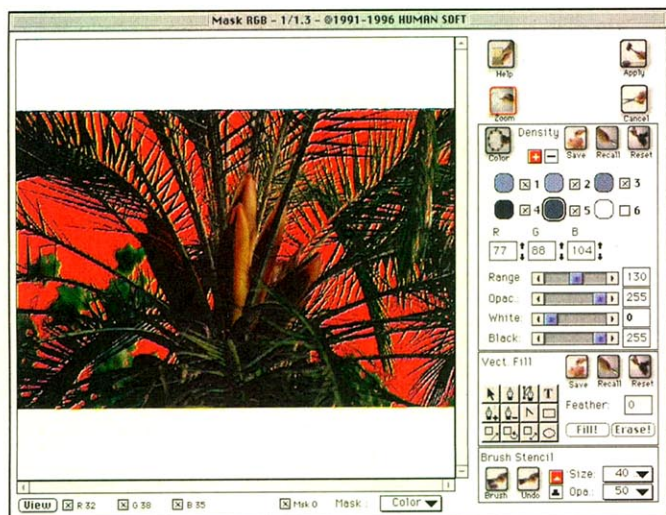 Mask RGB - 1/1.3 - ©1991-1996 HUMAN SOFT
Help
Apply
Zoom
Cancel
Color
Density
Save
Recall
Reset
1 2 3
4 5 6
R G B
77 88 104
Range 130
Opac.: 255
White: 0
Black: 255
Vect. Fill
Save
Recall
Reset
T
Feather: 0
Fill! Erase!
Brush Stencil
Brush
Undo
Size: 40
Opa.: 50
View R 32 G 38 B 35 Msk 0 Mask: Color